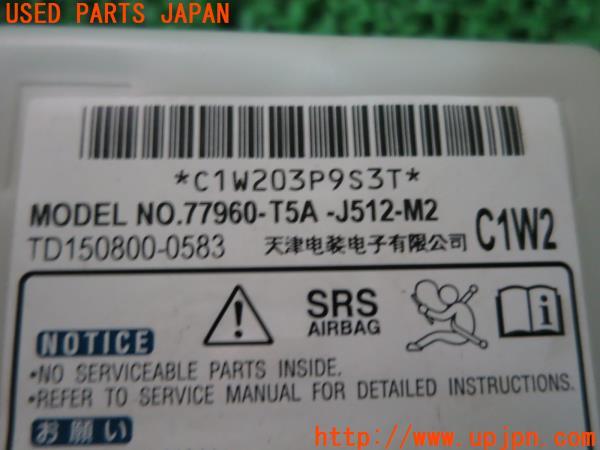 USED PARTS JAPAN
*C1W203P9S3T*
MODEL NO.77960-T5A -J512-M2
TD150800-0583 天津电装电子有限公司 C1W2
SRS
AIRBAG
NOTICE
•NO SERVICEABLE PARTS INSIDE.
•REFER TO SERVICE MANUAL FOR DETAILED INSTRUCTIONS.
お願い
http://www.upjpn.com/